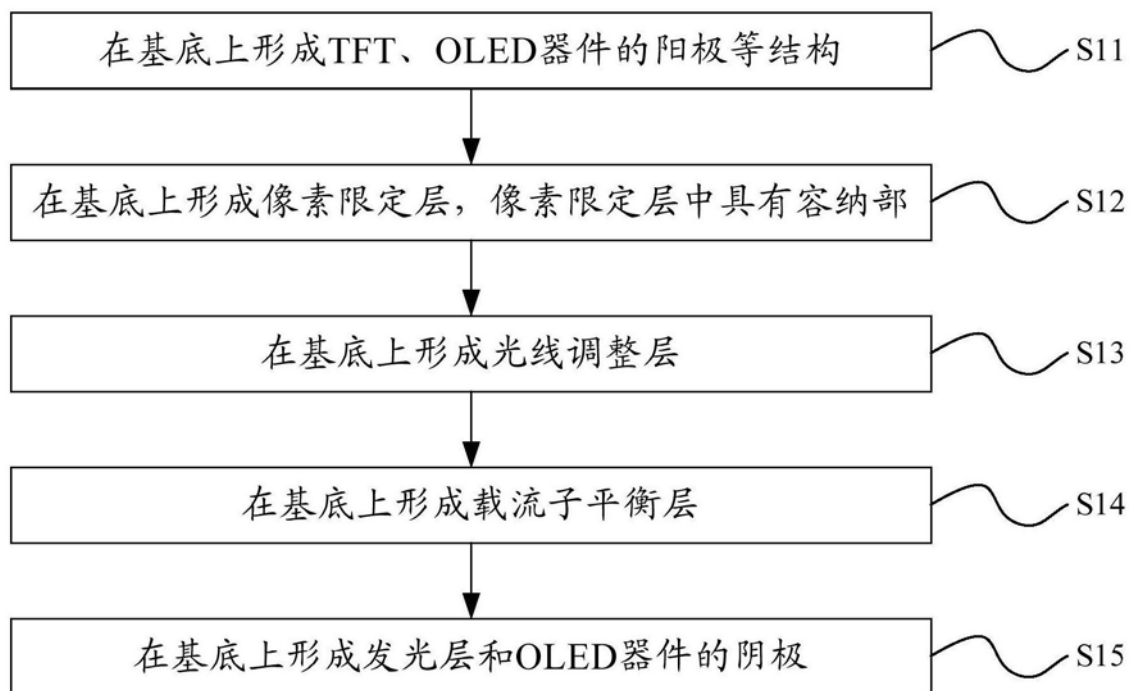 在基底上形成TFT、OLED器件的阳极等结构
S11
在基底上形成像素限定层，像素限定层中具有容纳部
S12
在基底上形成光线调整层
S13
在基底上形成载流子平衡层
S14
在基底上形成发光层和OLED器件的阴极
S15